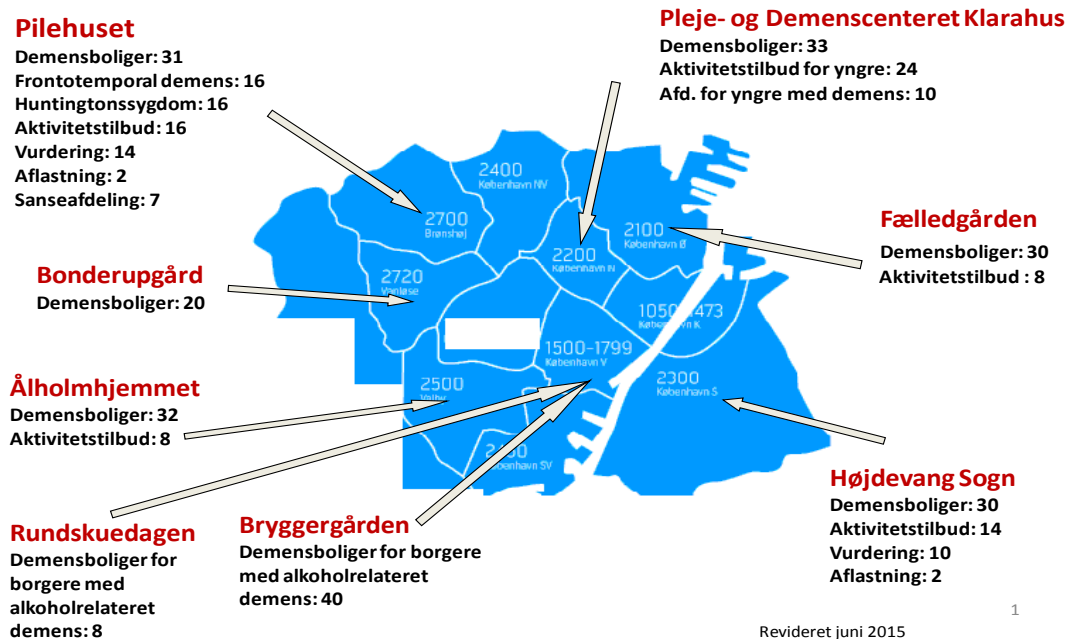 Pilehuset
Demensboliger: 31
Frontotemporal demens: 16
Huntingtonssygdom: 16
Aktivitetstilbud: 16
Vurdering: 14
Aflastning: 2
Sanseafdeling: 7
Pleje- og Demenscenteret Klarahus
Demensboliger: 33
Aktivitetstilbud for yngre: 24
Afd. for yngre med demens: 10
2400
København NV
2700
Brønshøj
2100
København Ø
2200
København N
Fælledgården
Demensboliger: 30
Aktivitetstilbud : 8
Bonderupgård
Demensboliger: 20
2720
Vanløse
1050-1473
København K
1500-1799
København V
2300
København S
Ålholmhjemmet
Demensboliger: 32
Aktivitetstilbud: 8
2500
Valby
København SV
Højdevang Sogn
Demensboliger: 30
Aktivitetstilbud: 14
Vurdering: 10
Aflastning: 2
Rundskuedagen
Demensboliger for
borgere med
alkoholrelateret
demens: 8
Bryggergården
Demensboliger for borgere
med alkoholrelateret
demens: 40
1
Revideret juni 2015